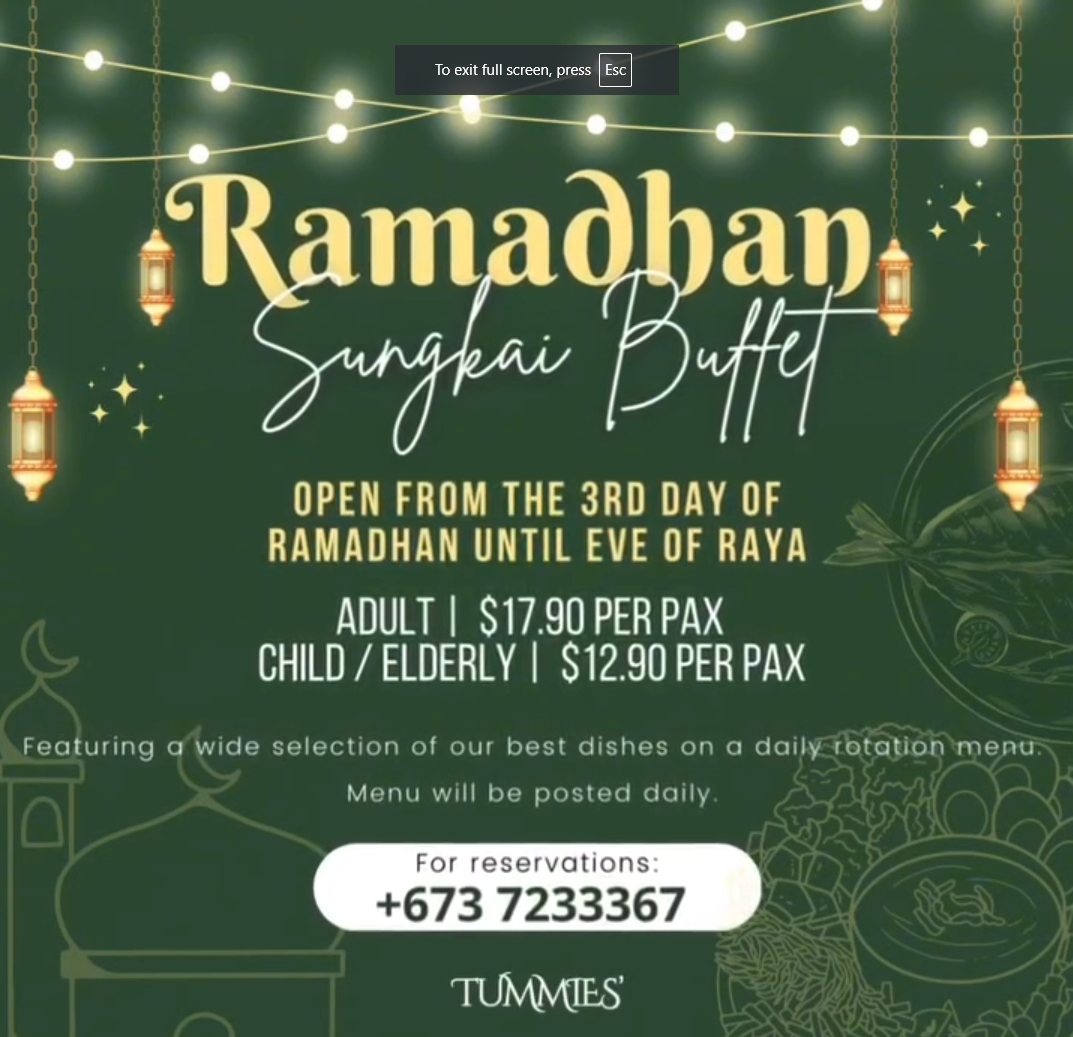 To exit full screen, press Esc
Ramadhan
Sungkai Buffet
OPEN FROM THE 3RD DAY OF
RAMADHAN UNTIL EVE OF RAYA
ADULT | $17.90 PER PAX
CHILD / ELDERLY | $12.90 PER PAX
Featuring a wide selection of our best dishes on a daily rotation menu.
Menu will be posted daily.
For reservations:
+673 7233367
TUMMIES'